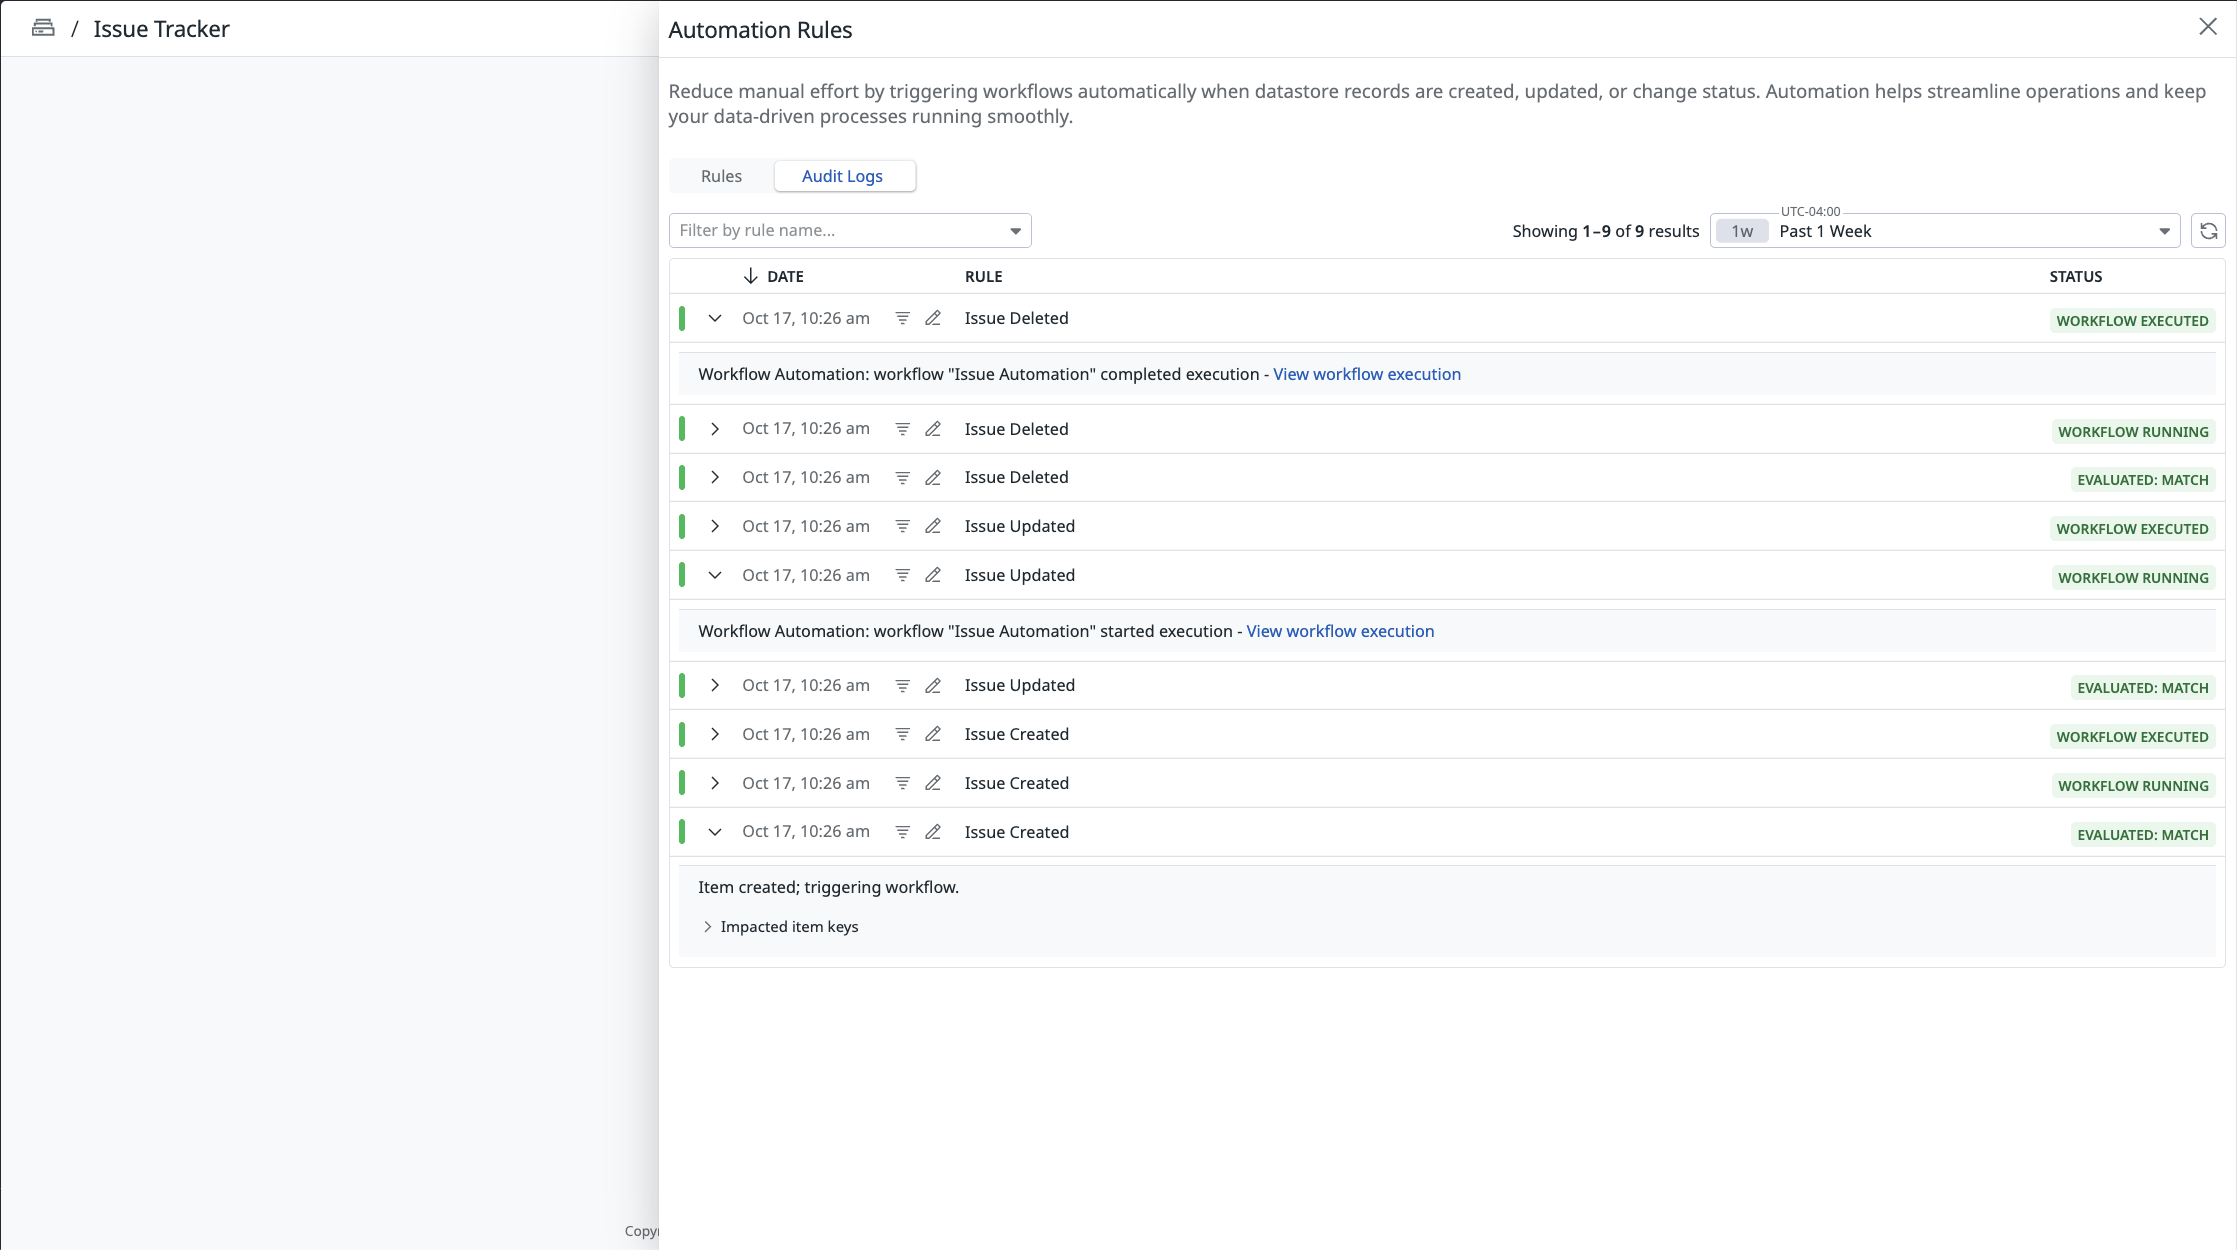 / Issue Tracker
Automation Rules
Reduce manual effort by triggering workflows automatically when datastore records are created, updated, or change status. Automation helps streamline operations and keep
your data-driven processes running smoothly.
Rules Audit Logs
UTC-04:00
Filter by rule name... Showing 1–9 of 9 results 1w Past 1 Week
DATE RULE STATUS
Oct 17, 10:26 am Issue Deleted WORKFLOW EXECUTED
Workflow Automation: workflow "Issue Automation" completed execution - View workflow execution
Oct 17, 10:26 am Issue Deleted WORKFLOW RUNNING
Oct 17, 10:26 am Issue Deleted EVALUATED: MATCH
Oct 17, 10:26 am Issue Updated WORKFLOW EXECUTED
Oct 17, 10:26 am Issue Updated WORKFLOW RUNNING
Workflow Automation: workflow "Issue Automation" started execution - View workflow execution
Oct 17, 10:26 am Issue Updated EVALUATED: MATCH
Oct 17, 10:26 am Issue Created WORKFLOW EXECUTED
Oct 17, 10:26 am Issue Created WORKFLOW RUNNING
Oct 17, 10:26 am Issue Created EVALUATED: MATCH
Item created; triggering workflow.
Impacted item keys